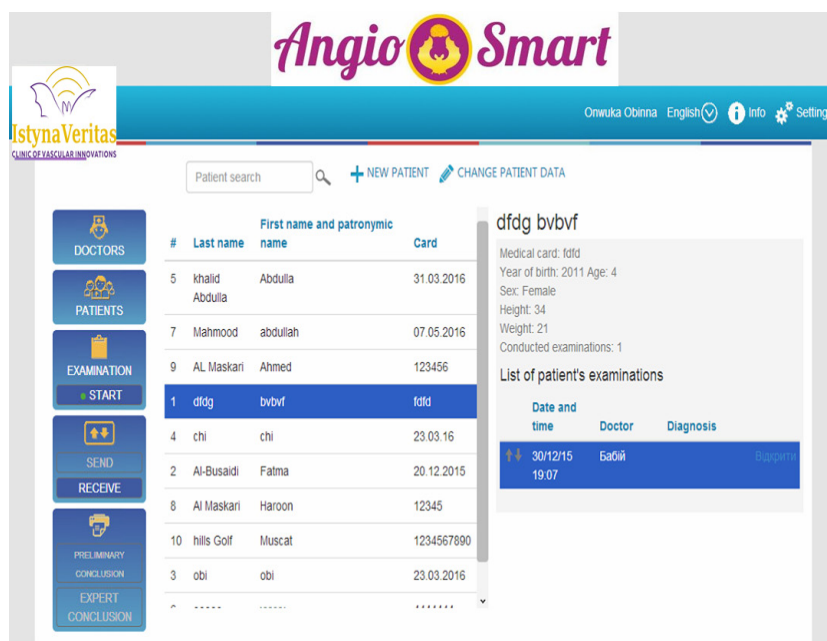 Angio Smart
IstynaVeritas
CLINIC OF VASCULAR INNOVATIONS
Onwuka Obinna English Info Setting
Patient search
NEW PATIENT CHANGE PATIENT DATA
DOCTORS
PATIENTS
EXAMINATION
START
SEND
RECEIVE
PRELIMINARY
CONCLUSION
EXPERT
CONCLUSION
# Last name First name and patronymic name Card
5 khalid Abdulla Abdulla 31.03.2016
7 Mahmood abdullah 07.05.2016
9 AL Maskari Ahmed 123456
1 dfdg bvbvf fdfd
4 chi chi 23.03.16
2 Al-Busaidi Fatma 20.12.2015
8 Al Maskari Haroon 12345
10 hills Golf Muscat 1234567890
3 obi obi 23.03.2016
dfdg bvbvf
Medical card: fdfd
Year of birth: 2011 Age: 4
Sex: Female
Height: 34
Weight: 21
Conducted examinations: 1
List of patient's examinations
Date and time Doctor Diagnosis
30/12/15 19:07 Бабій Відкрити